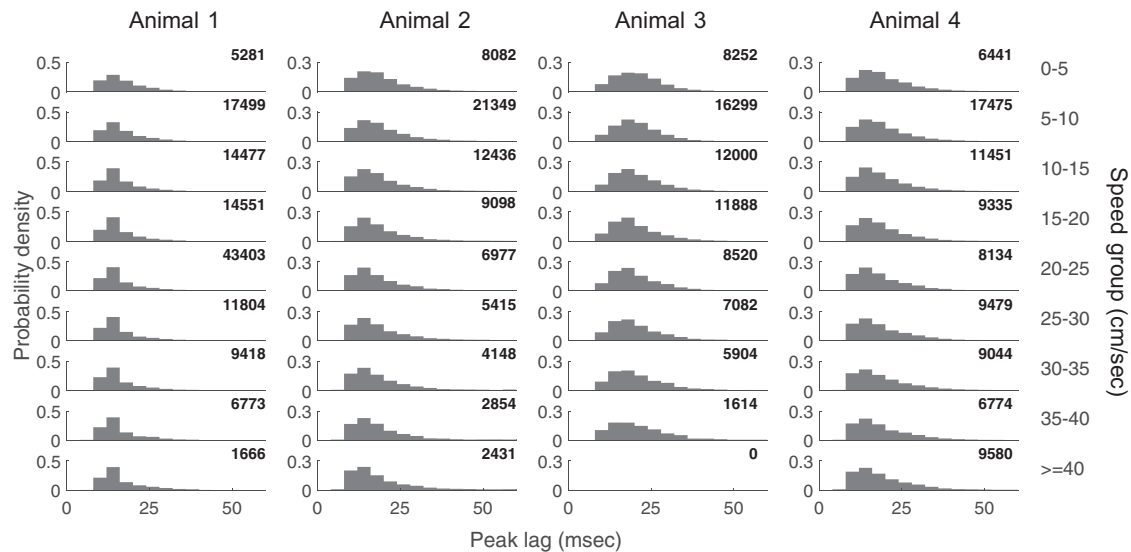 Animal 1 Animal 2 Animal 3 Animal 4
5281 8082 8252 6441
0.5 0.3 0.3 0.3 0-5
0 0 0 0
17499 21349 16299 17475
0.5 0.3 0.3 0.3 5-10
0 0 0 0
14477 12436 12000 11451
0.5 0.3 0.3 0.3 10-15
0 0 0 0
14551 9098 11888 9335
0.5 0.3 0.3 0.3 15-20
0 0 0 0
43403 6977 8520 8134
0.5 0.3 0.3 0.3 20-25
0 0 0 0
11804 5415 7082 9479
0.5 0.3 0.3 0.3 25-30
0 0 0 0
9418 4148 5904 9044
0.5 0.3 0.3 0.3 30-35
0 0 0 0
6773 2854 1614 6774
0.5 0.3 0.3 0.3 35-40
0 0 0 0
1666 2431 0 9580
0.5 0.3 0.3 0.3 >=40
0 0 0 0
0 25 50 0 25 50 0 25 50 0 25 50
Peak lag (msec)
Probability density
Speed group (cm/sec)